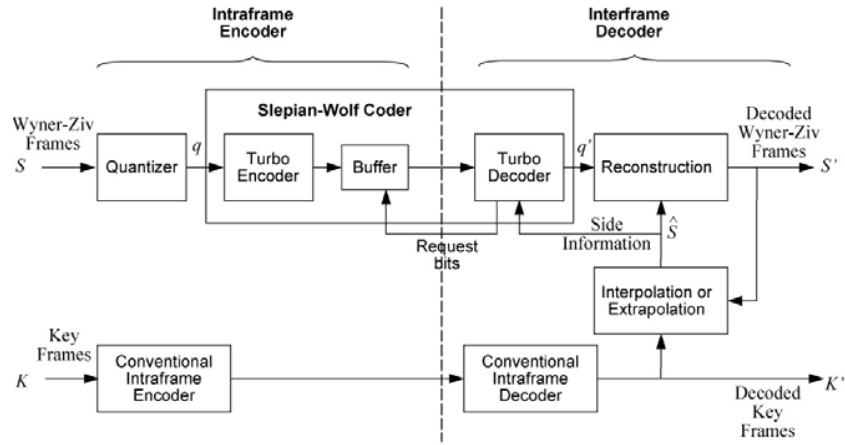 Intraframe
Encoder
Interframe
Decoder
Slepian-Wolf Coder
Wyner-Ziv
Frames
S
Quantizer
q
Turbo
Encoder
Buffer
Turbo
Decoder
q'
Reconstruction
Decoded
Wyner-Ziv
Frames
S'
Request
bits
Side
Information
Ŝ
Interpolation or
Extrapolation
Key
Frames
K
Conventional
Intraframe
Encoder
Conventional
Intraframe
Decoder
K'
Decoded
Key
Frames